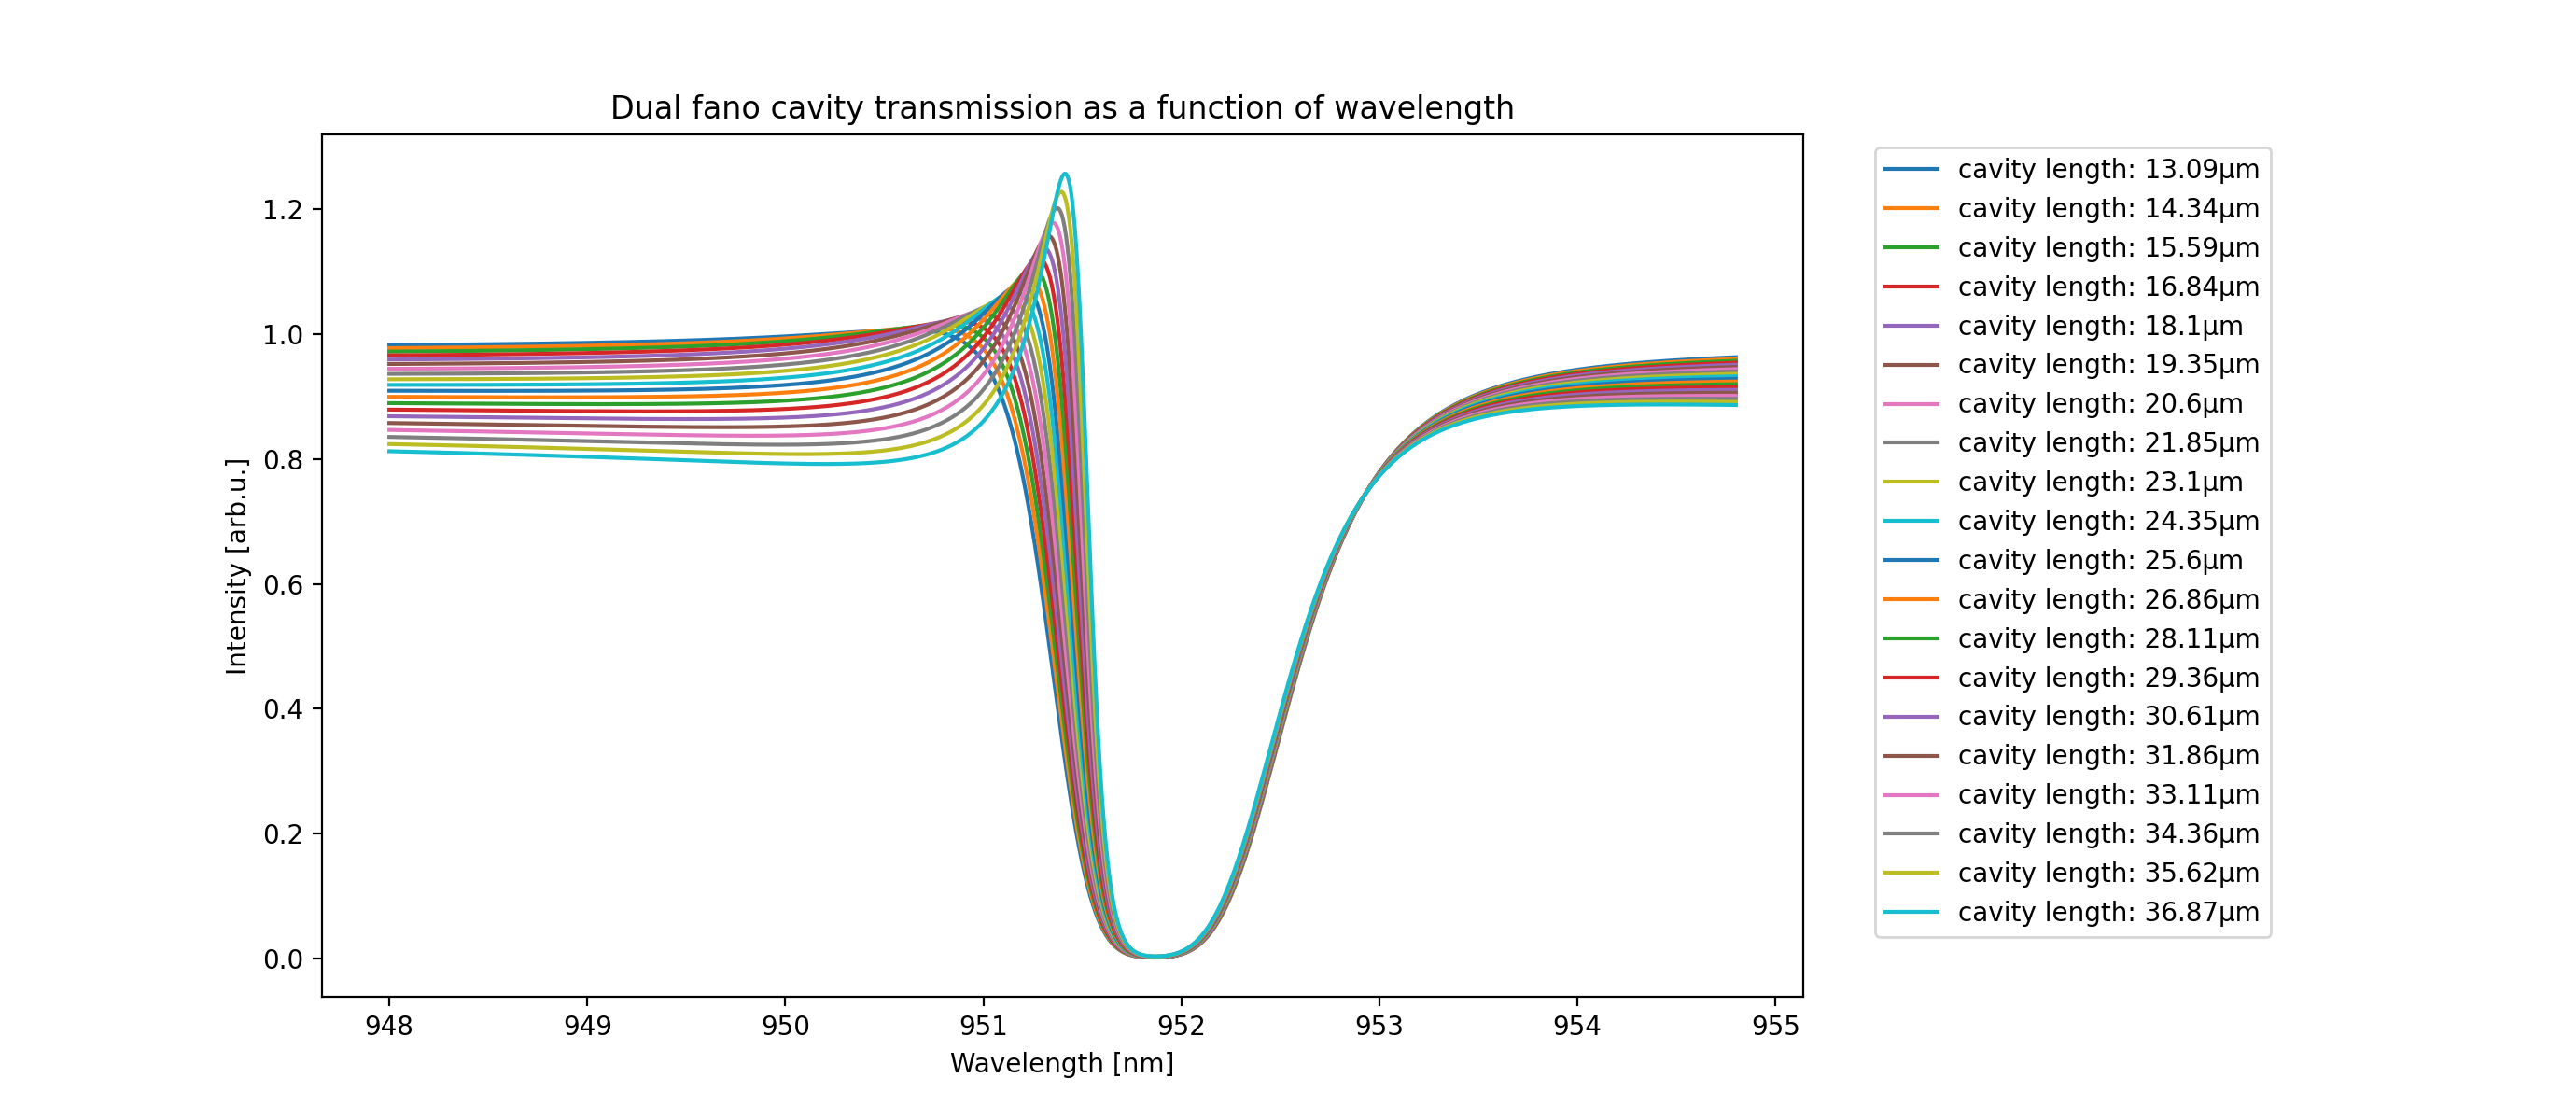 Dual fano cavity transmission as a function of wavelength
Intensity [arb.u.]
1.2
1.0
0.8
0.6
0.4
0.2
0.0
948 949 950 951 952 953 954 955
Wavelength [nm]
cavity length: 13.09μm
cavity length: 14.34μm
cavity length: 15.59μm
cavity length: 16.84μm
cavity length: 18.1μm
cavity length: 19.35μm
cavity length: 20.6μm
cavity length: 21.85μm
cavity length: 23.1μm
cavity length: 24.35μm
cavity length: 25.6μm
cavity length: 26.86μm
cavity length: 28.11μm
cavity length: 29.36μm
cavity length: 30.61μm
cavity length: 31.86μm
cavity length: 33.11μm
cavity length: 34.36μm
cavity length: 35.62μm
cavity length: 36.87μm